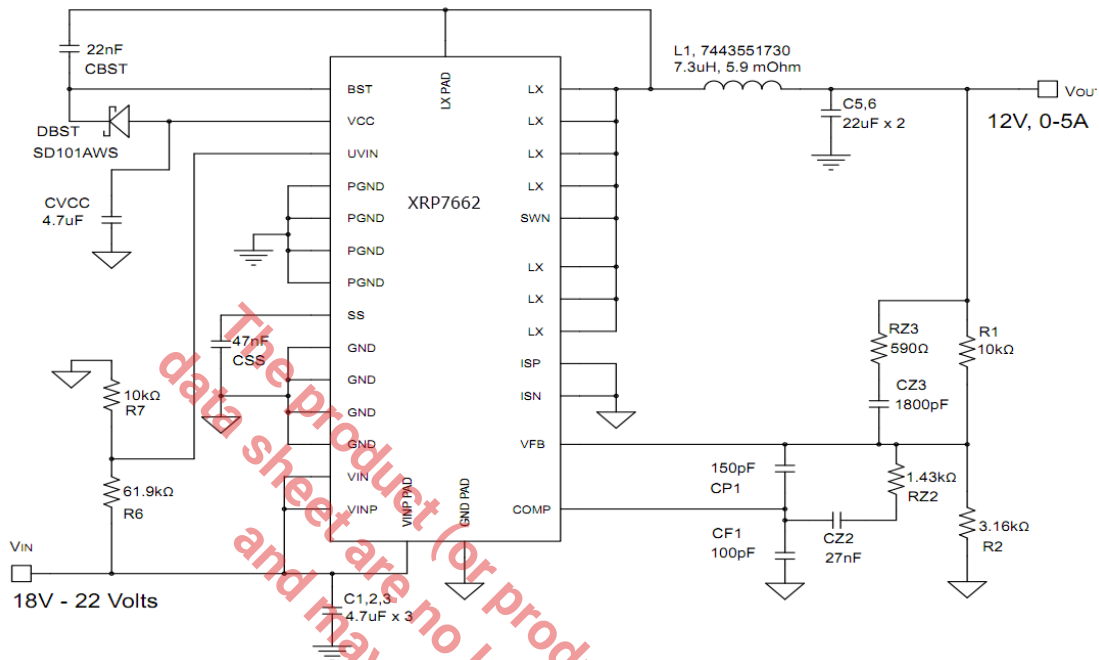 22nF
CBST
DBST
SD101AWS
CVCC
4.7uF
XRP7662
BST
VCC
UVIN
PGND
PGND
PGND
PGND
SS
GND
GND
GND
GND
VIN
VINP
LX PAD
VINP PAD
GND PAD
LX
LX
LX
LX
SWN
LX
LX
LX
ISP
ISN
VFB
COMP
47nF
CSS
10kΩ
R7
61.9kΩ
R6
VIN
18V - 22 Volts
C1,2,3
4.7uF x 3
L1, 7443551730
7.3uH, 5.9 mOhm
C5,6
22uF x 2
VOUT
12V, 0-5A
RZ3
590Ω
CZ3
1800pF
R1
10kΩ
150pF
CP1
1.43kΩ
RZ2
CF1
100pF
CZ2
27nF
3.16kΩ
R2
The product (or prod
data sheet are no
and may